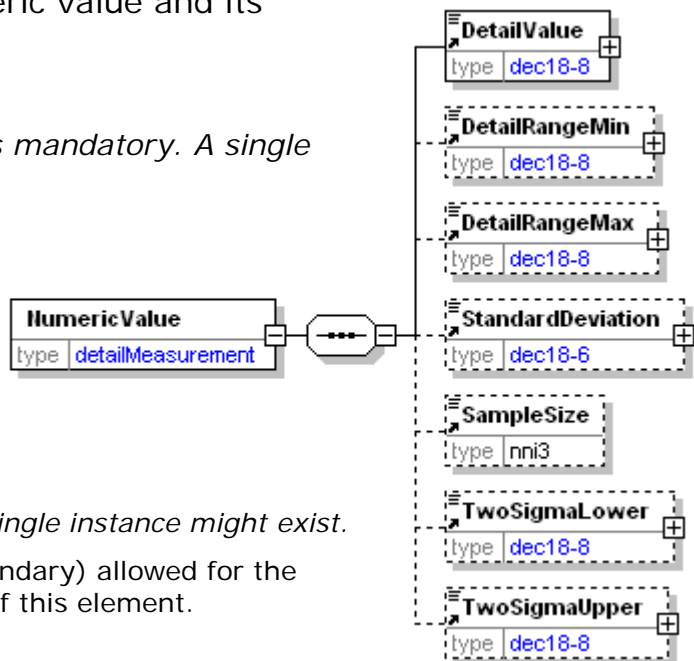 eric value and its
s mandatory. A single
ingle instance might exist.
ndary) allowed for the
f this element.
NumericValue
type detailMeasurement
DetailValue
type dec18-8
DetailRangeMin
type dec18-8
DetailRangeMax
type dec18-8
StandardDeviation
type dec18-6
SampleSize
type nni3
TwoSigmaLower
type dec18-8
TwoSigmaUpper
type dec18-8